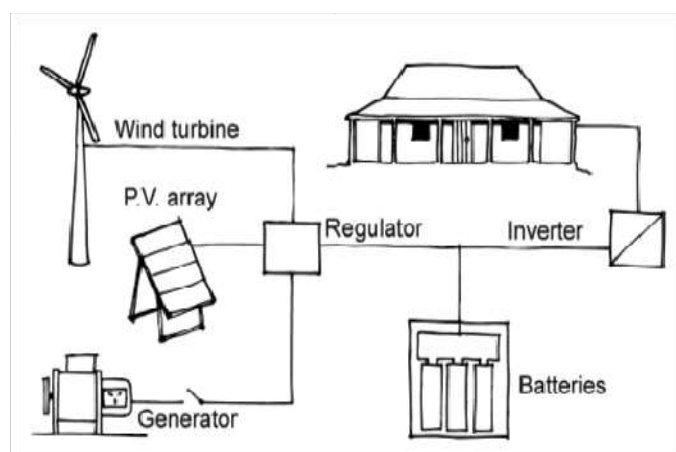 Wind turbine
P.V. array
Regulator
Inverter
Generator
Batteries